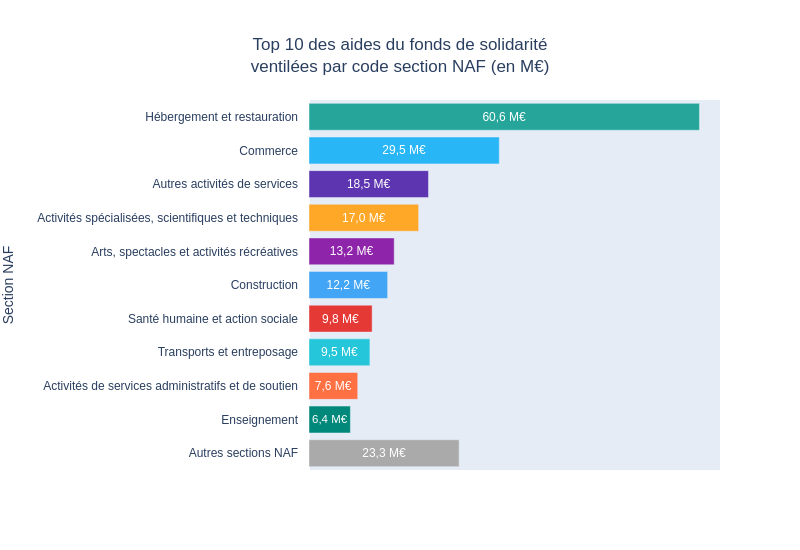 Top 10 des aides du fonds de solidarité
ventilées par code section NAF (en M€)
Section NAF
Hébergement et restauration 60,6 M€
Commerce 29,5 M€
Autres activités de services 18,5 M€
Activités spécialisées, scientifiques et techniques 17,0 M€
Arts, spectacles et activités récréatives 13,2 M€
Construction 12,2 M€
Santé humaine et action sociale 9,8 M€
Transports et entreposage 9,5 M€
Activités de services administratifs et de soutien 7,6 M€
Enseignement 6,4 M€
Autres sections NAF 23,3 M€